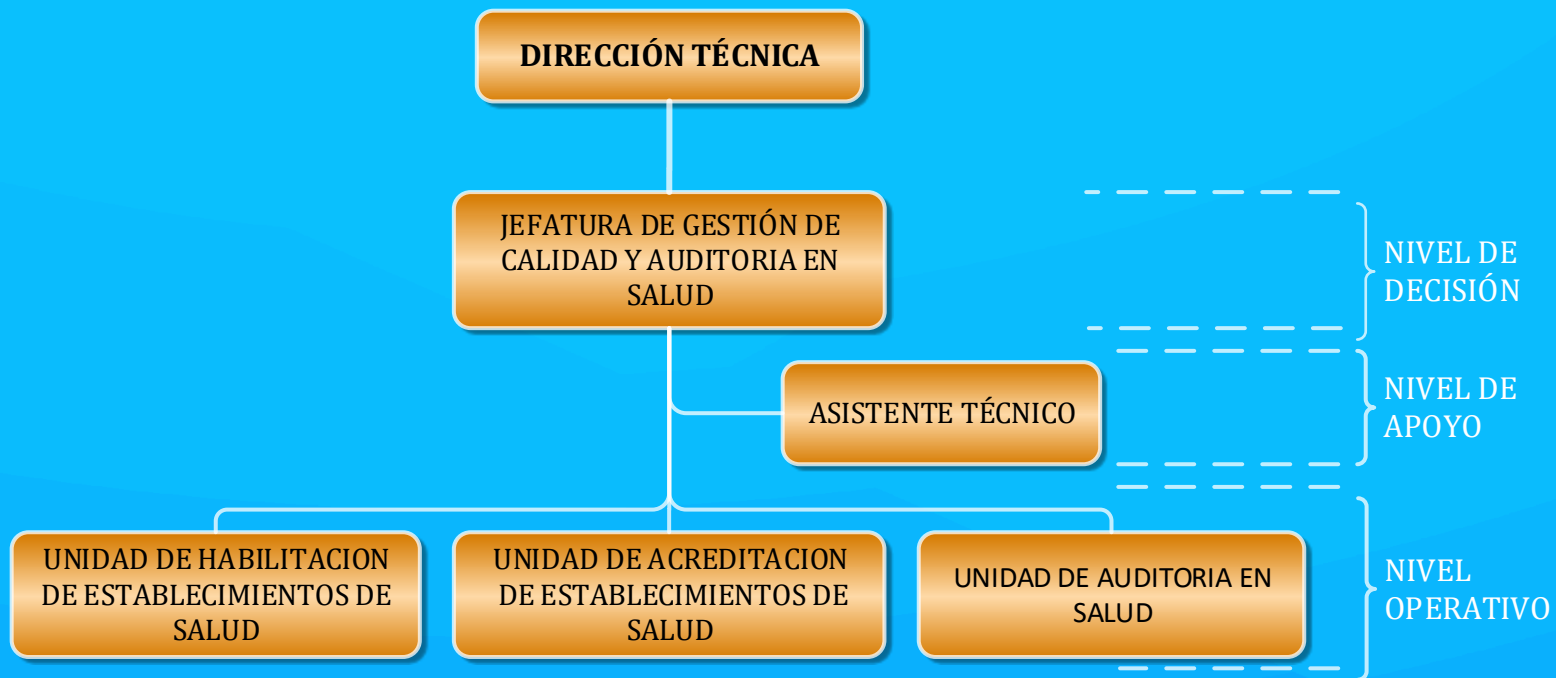 DIRECCIÓN TÉCNICA
JEFATURA DE GESTIÓN DE
CALIDAD Y AUDITORIA EN
SALUD
NIVEL DE
DECISIÓN
ASISTENTE TÉCNICO
NIVEL DE
APOYO
UNIDAD DE HABILITACION
DE ESTABLECIMIENTOS DE
SALUD
UNIDAD DE ACREDITACION
DE ESTABLECIMIENTOS DE
SALUD
UNIDAD DE AUDITORIA EN
SALUD
NIVEL
OPERATIVO